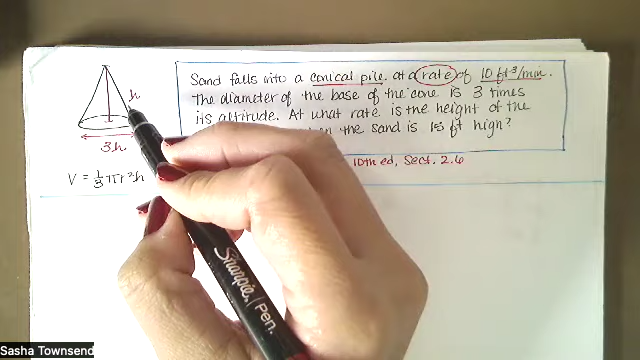 Sand falls into a conical pile at a rate of 10 ft³/min.
The diameter of the base of the cone is 3 times
its altitude. At what rate is the height of the
the sand is 15 ft high?
10th ed, Sect. 2.6
h
3h
V = 1/3 πr²h
Sharpie / Pen.
Sasha Townsend